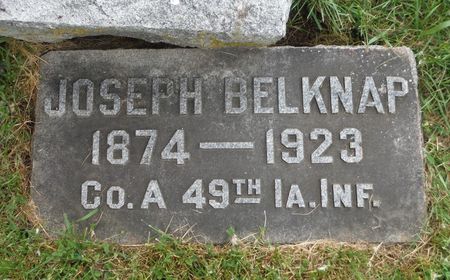 JOSEPH BELKNAP
1874—1923
CO. A 49TH IA. INF.